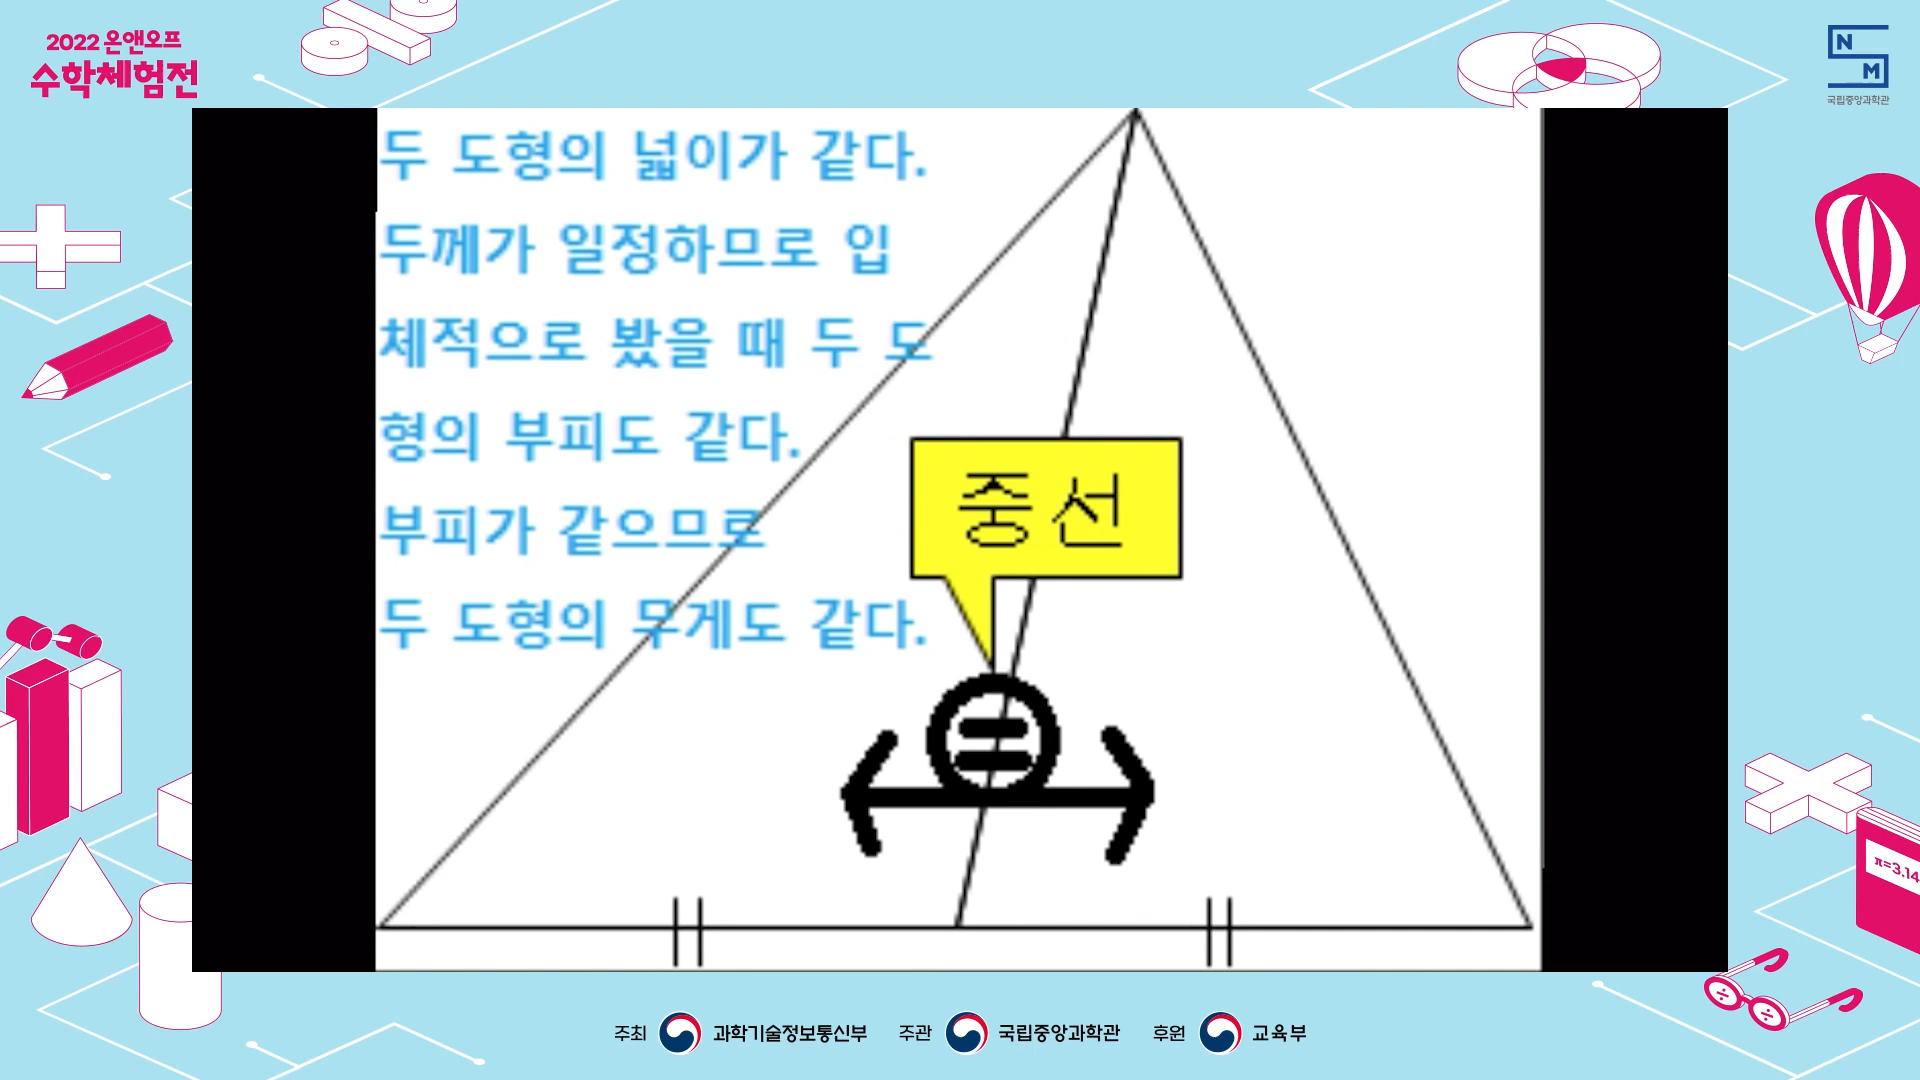 2022 온앤오프
수학체험전
N
M
국립중앙과학관
두 도형의 넓이가 같다.
두께가 일정하므로 입
체적으로 봤을 때 두 도
형의 부피도 같다.
부피가 같으므로
두 도형의 무게도 같다.
중선
π=3.14
주최 과학기술정보통신부 주관 국립중앙과학관 후원 교육부